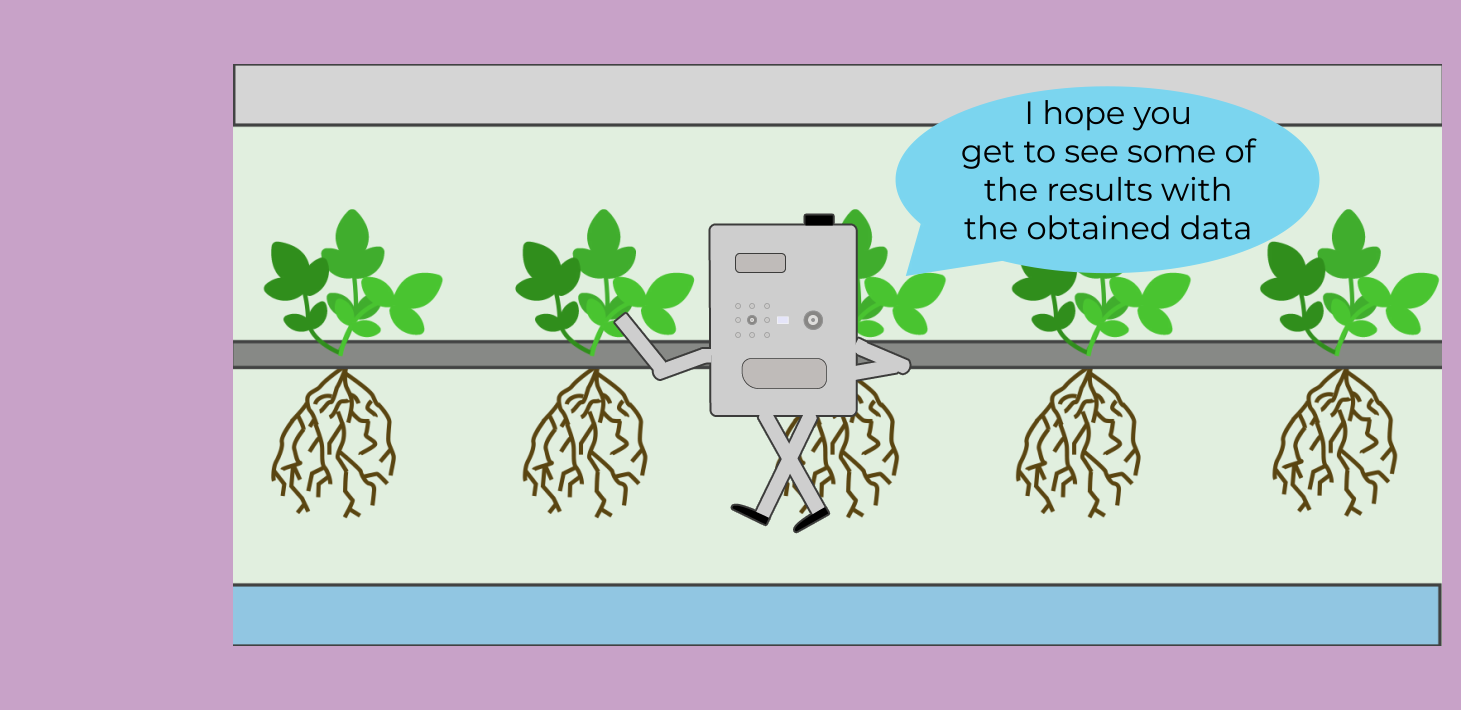 I hope you
get to see some of
the results with
the obtained data